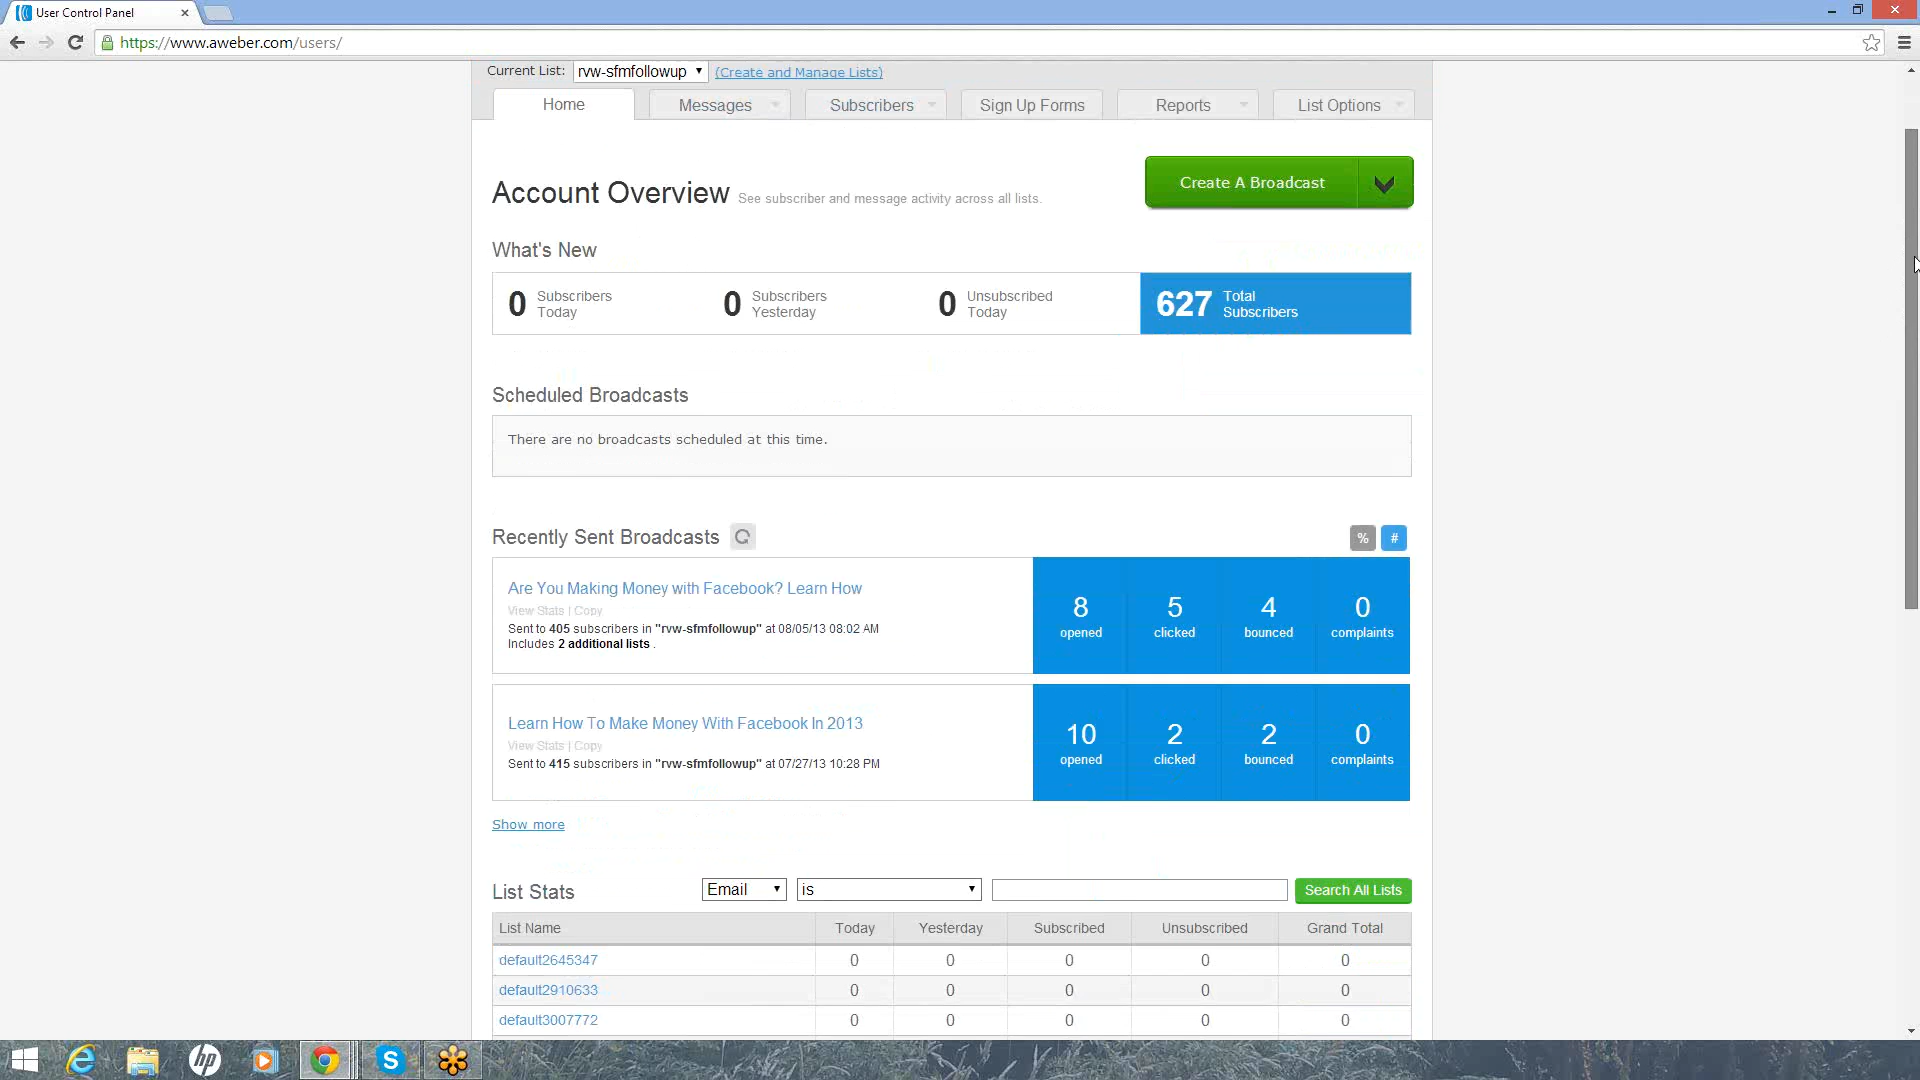 User Control Panel
https://www.aweber.com/users/
Current List: rvw-sfmfollowup (Create and Manage Lists)
Home Messages Subscribers Sign Up Forms Reports List Options
Account Overview See subscriber and message activity across all lists.
Create A Broadcast
What's New
0 Subscribers Today
0 Subscribers Yesterday
0 Unsubscribed Today
627 Total Subscribers
Scheduled Broadcasts
There are no broadcasts scheduled at this time.
Recently Sent Broadcasts % #
Are You Making Money with Facebook? Learn How
View Stats | Copy
Sent to 405 subscribers in "rvw-sfmfollowup" at 08/05/13 08:02 AM
Includes 2 additional lists .
8 5 4 0
opened clicked bounced complaints
Learn How To Make Money With Facebook In 2013
View Stats | Copy
Sent to 415 subscribers in "rvw-sfmfollowup" at 07/27/13 10:28 PM
10 2 2 0
opened clicked bounced complaints
Show more
List Stats Email is Search All Lists
List Name Today Yesterday Subscribed Unsubscribed Grand Total
default2645347 0 0 0 0 0
default2910633 0 0 0 0 0
default3007772 0 0 0 0 0
hp